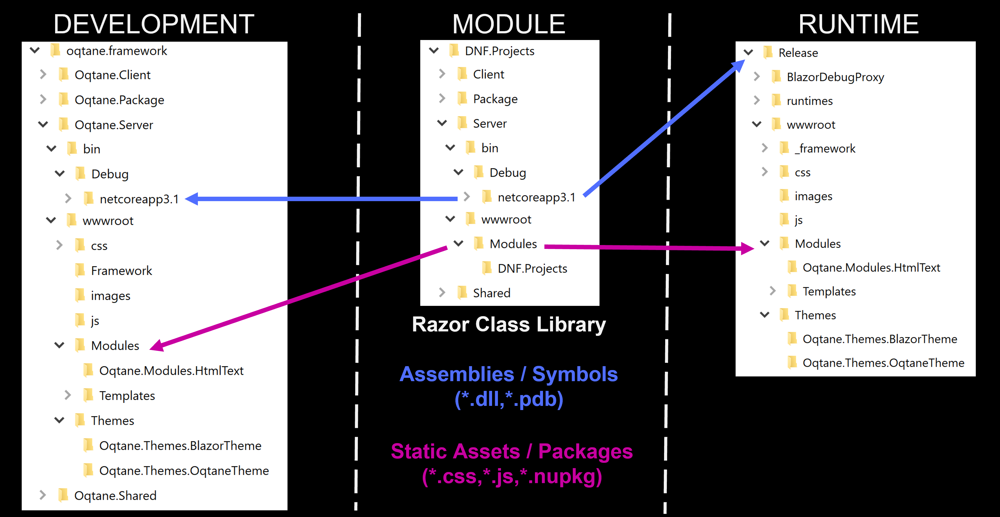 DEVELOPMENT
oqtane.framework
Oqtane.Client
Oqtane.Package
Oqtane.Server
bin
Debug
netcoreapp3.1
wwwroot
css
Framework
images
js
Modules
Oqtane.Modules.HtmlText
Templates
Themes
Oqtane.Themes.BlazorTheme
Oqtane.Themes.OqtaneTheme
Oqtane.Shared
MODULE
DNF.Projects
Client
Package
Server
bin
Debug
netcoreapp3.1
wwwroot
Modules
DNF.Projects
Shared
Razor Class Library
Assemblies / Symbols
(*.dll,*.pdb)
Static Assets / Packages
(*.css,*.js,*.nupkg)
RUNTIME
Release
BlazorDebugProxy
runtimes
wwwroot
_framework
css
images
js
Modules
Oqtane.Modules.HtmlText
Templates
Themes
Oqtane.Themes.BlazorTheme
Oqtane.Themes.OqtaneTheme